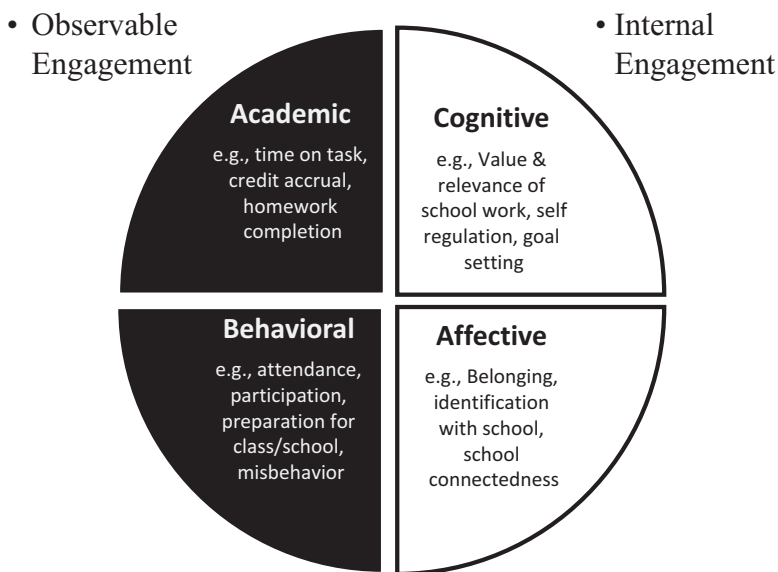 • Observable
Engagement
• Internal
Engagement
Academic
e.g., time on task,
credit accrual,
homework
completion
Cognitive
e.g., Value &
relevance of
school work, self
regulation, goal
setting
Behavioral
e.g., attendance,
participation,
preparation for
class/school,
misbehavior
Affective
e.g., Belonging,
identification
with school,
school
connectedness